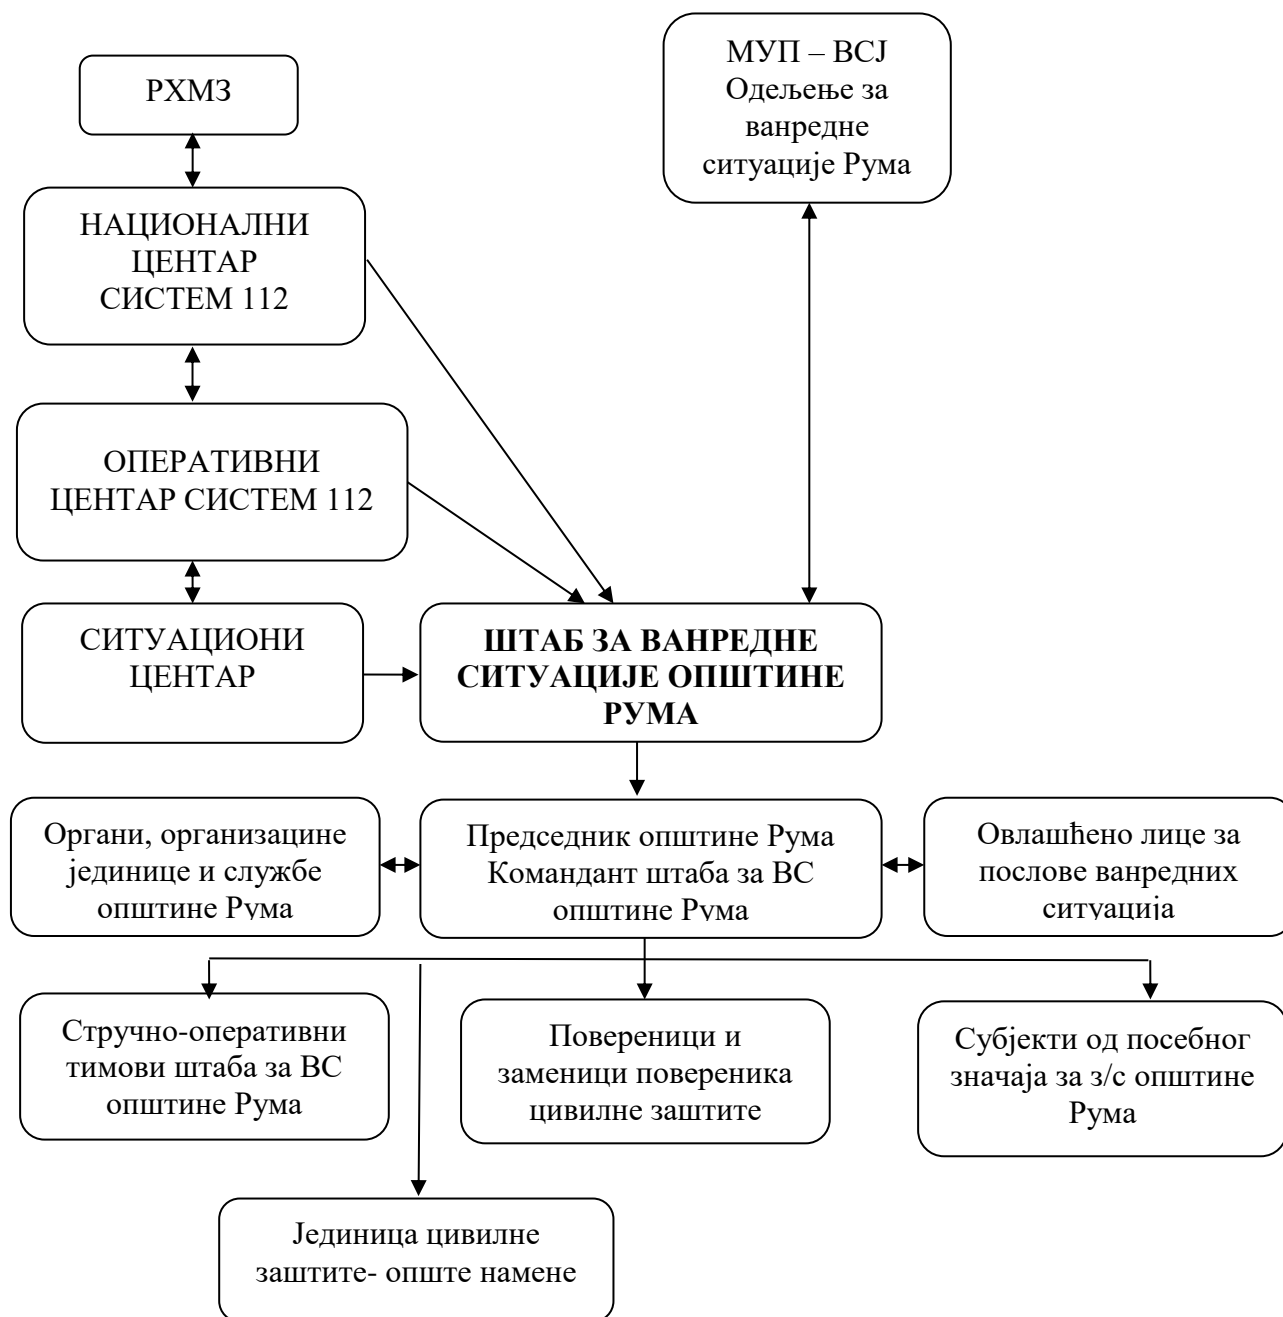 РХМЗ
МУП – ВСЈ
Одељење за
ванредне
ситуације Рума
НАЦИОНАЛНИ
ЦЕНТАР
СИСТЕМ 112
ОПЕРАТИВНИ
ЦЕНТАР СИСТЕМ 112
СИТУАЦИОНИ
ЦЕНТАР
ШТАБ ЗА ВАНРЕДНЕ
СИТУАЦИЈЕ ОПШТИНЕ
РУМА
Органи, организацине
јединице и службе
општине Рума
Председник општине Рума
Командант штаба за ВС
општине Рума
Овлашћено лице за
послове ванредних
ситуација
Стручно-оперативни
тимови штаба за ВС
општине Рума
Повереници и
заменици повереника
цивилне заштите
Субјекти од посебног
значаја за з/с општине
Рума
Јединица цивилне
заштите- опште намене